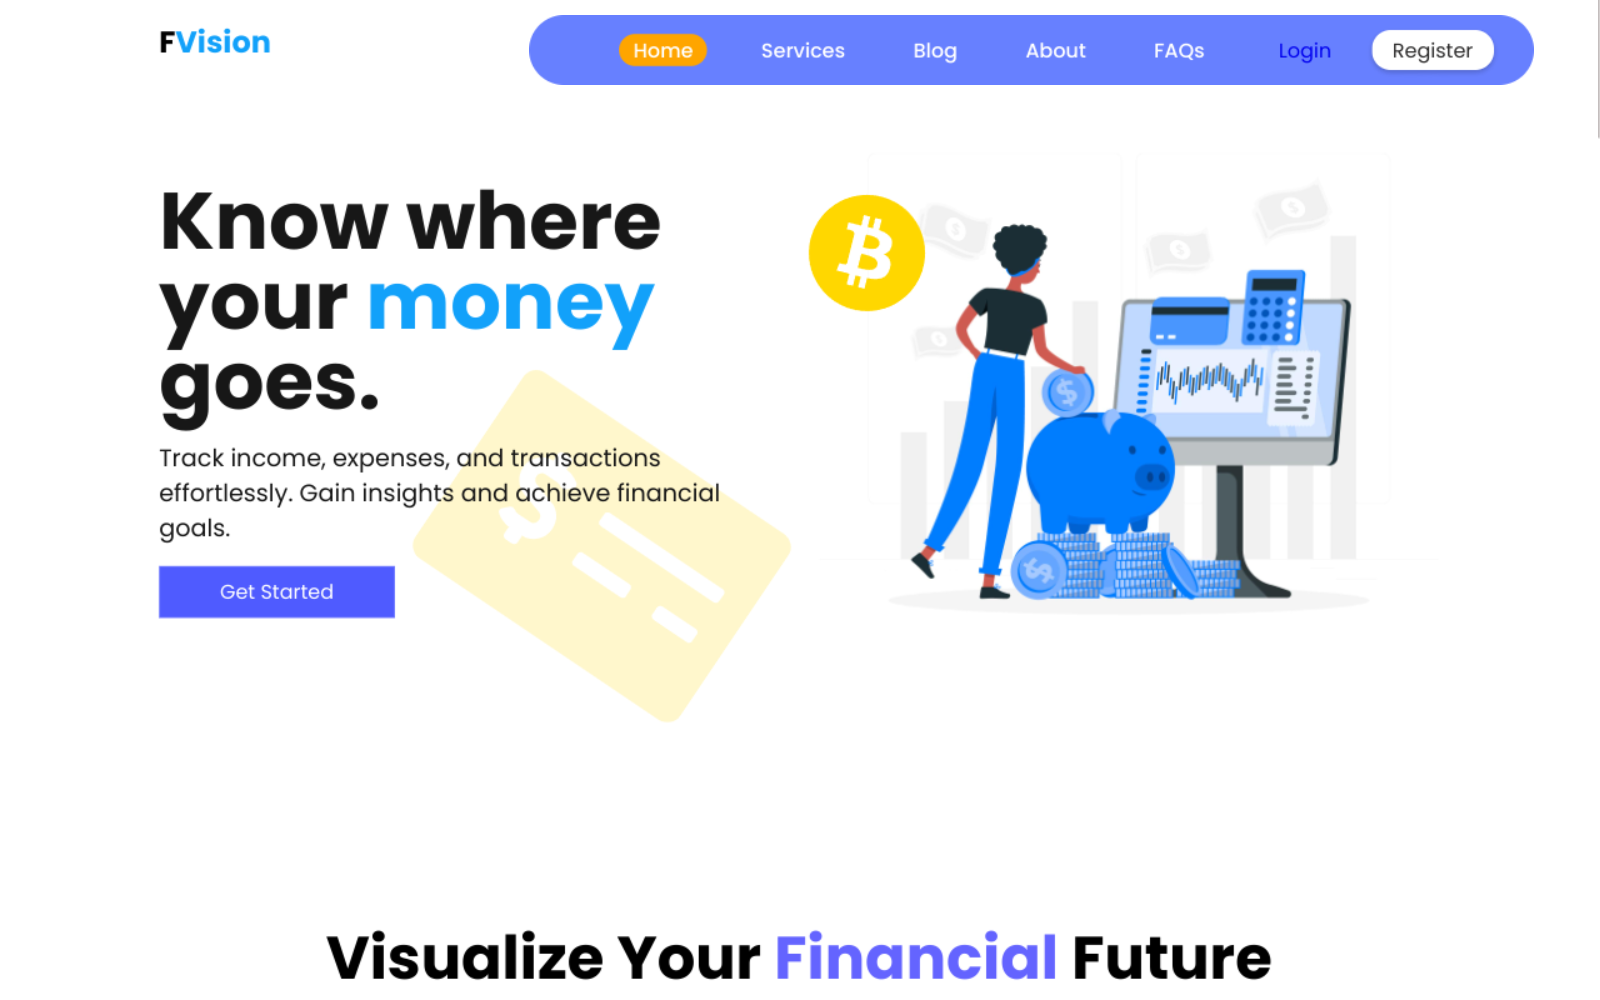 FVision
Home Services Blog About FAQs Login Register
Know where
your money
goes.
Track income, expenses, and transactions
effortlessly. Gain insights and achieve financial
goals.
Get Started
Visualize Your Financial Future